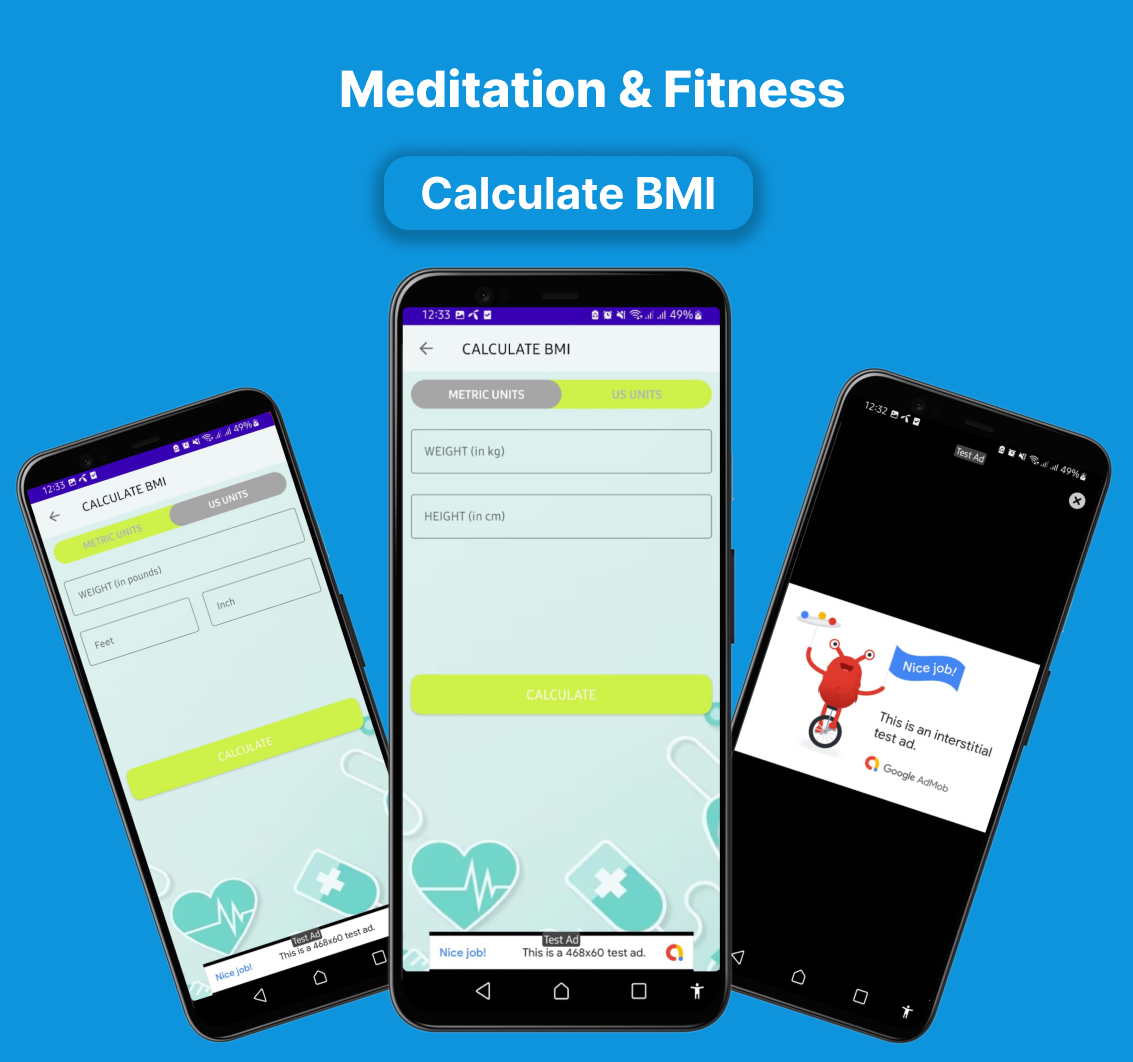 Meditation & Fitness
Calculate BMI
12:33
49%
CALCULATE BMI
METRIC UNITS
US UNITS
WEIGHT (in pounds)
Feet
Inch
CALCULATE
Test Ad
Nice job!
This is a 468x60 test ad.
12:33
49%
CALCULATE BMI
METRIC UNITS
US UNITS
WEIGHT (in kg)
HEIGHT (in cm)
CALCULATE
Test Ad
Nice job!
This is a 468x60 test ad.
12:32
49%
Test Ad
Nice job!
This is an interstitial
test ad.
Google AdMob